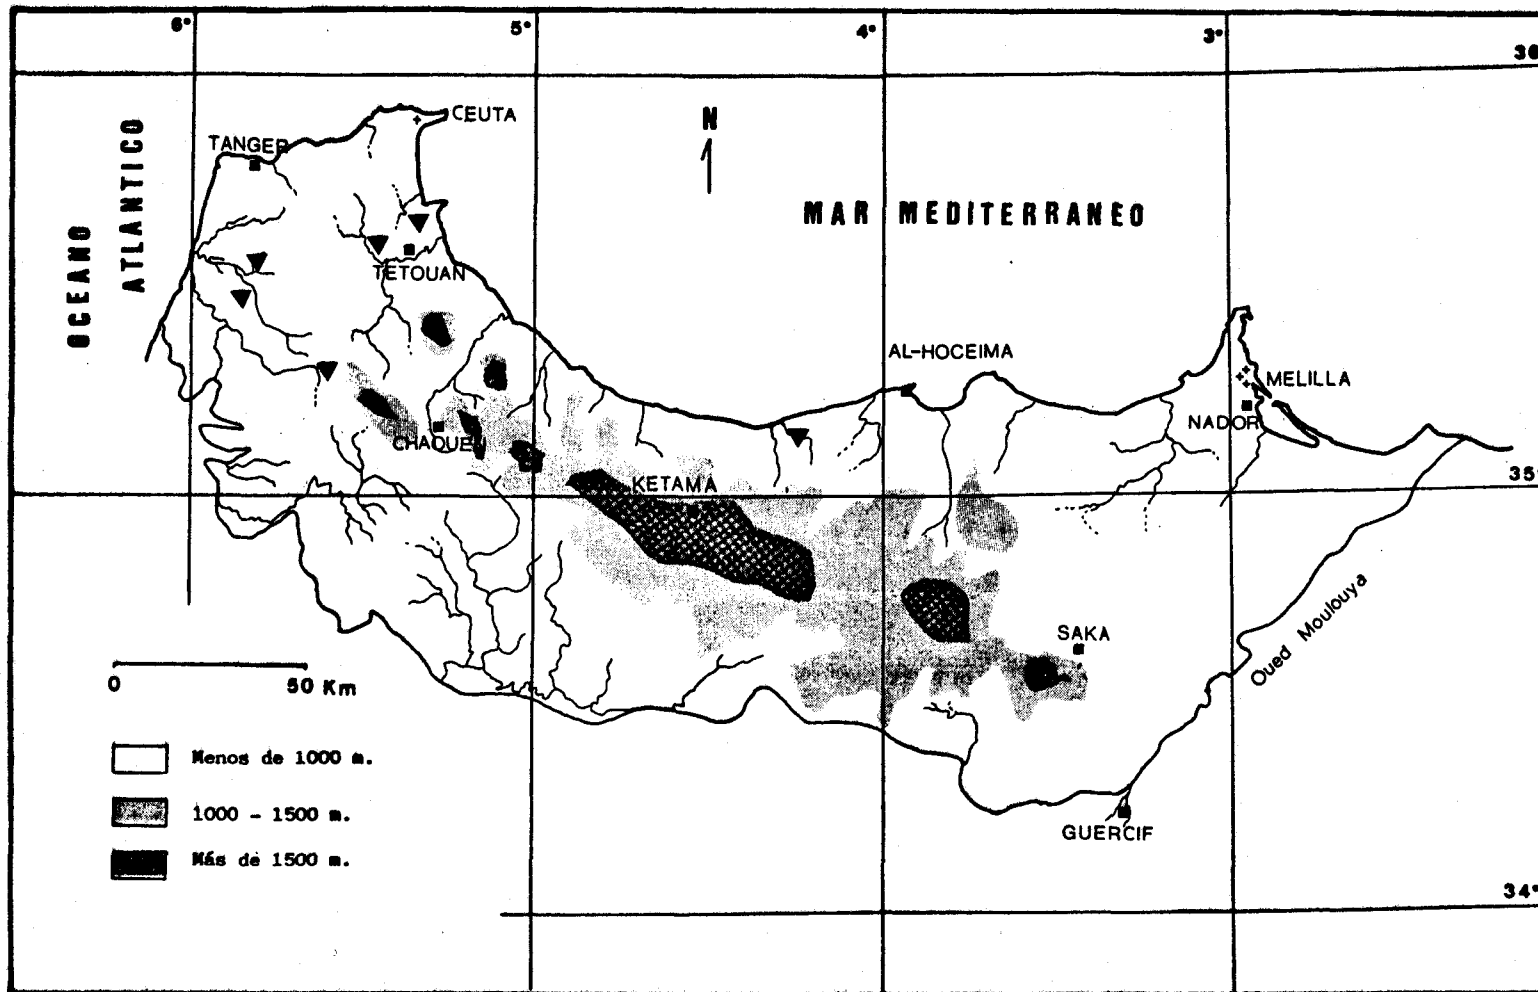 6°
5°
4°
3°
36
CEUTA
TANGER
N
OCEANO
ATLANTICO
MAR MEDITERRANEO
TETOUAN
AL-HOCEIMA
MELILLA
NADOR
CHAOUEN
KETAMA
35°
SAKA
Oued Moulouya
0 50 Km
Menos de 1000 m.
1000 - 1500 m.
Más de 1500 m.
GUERCIF
34°